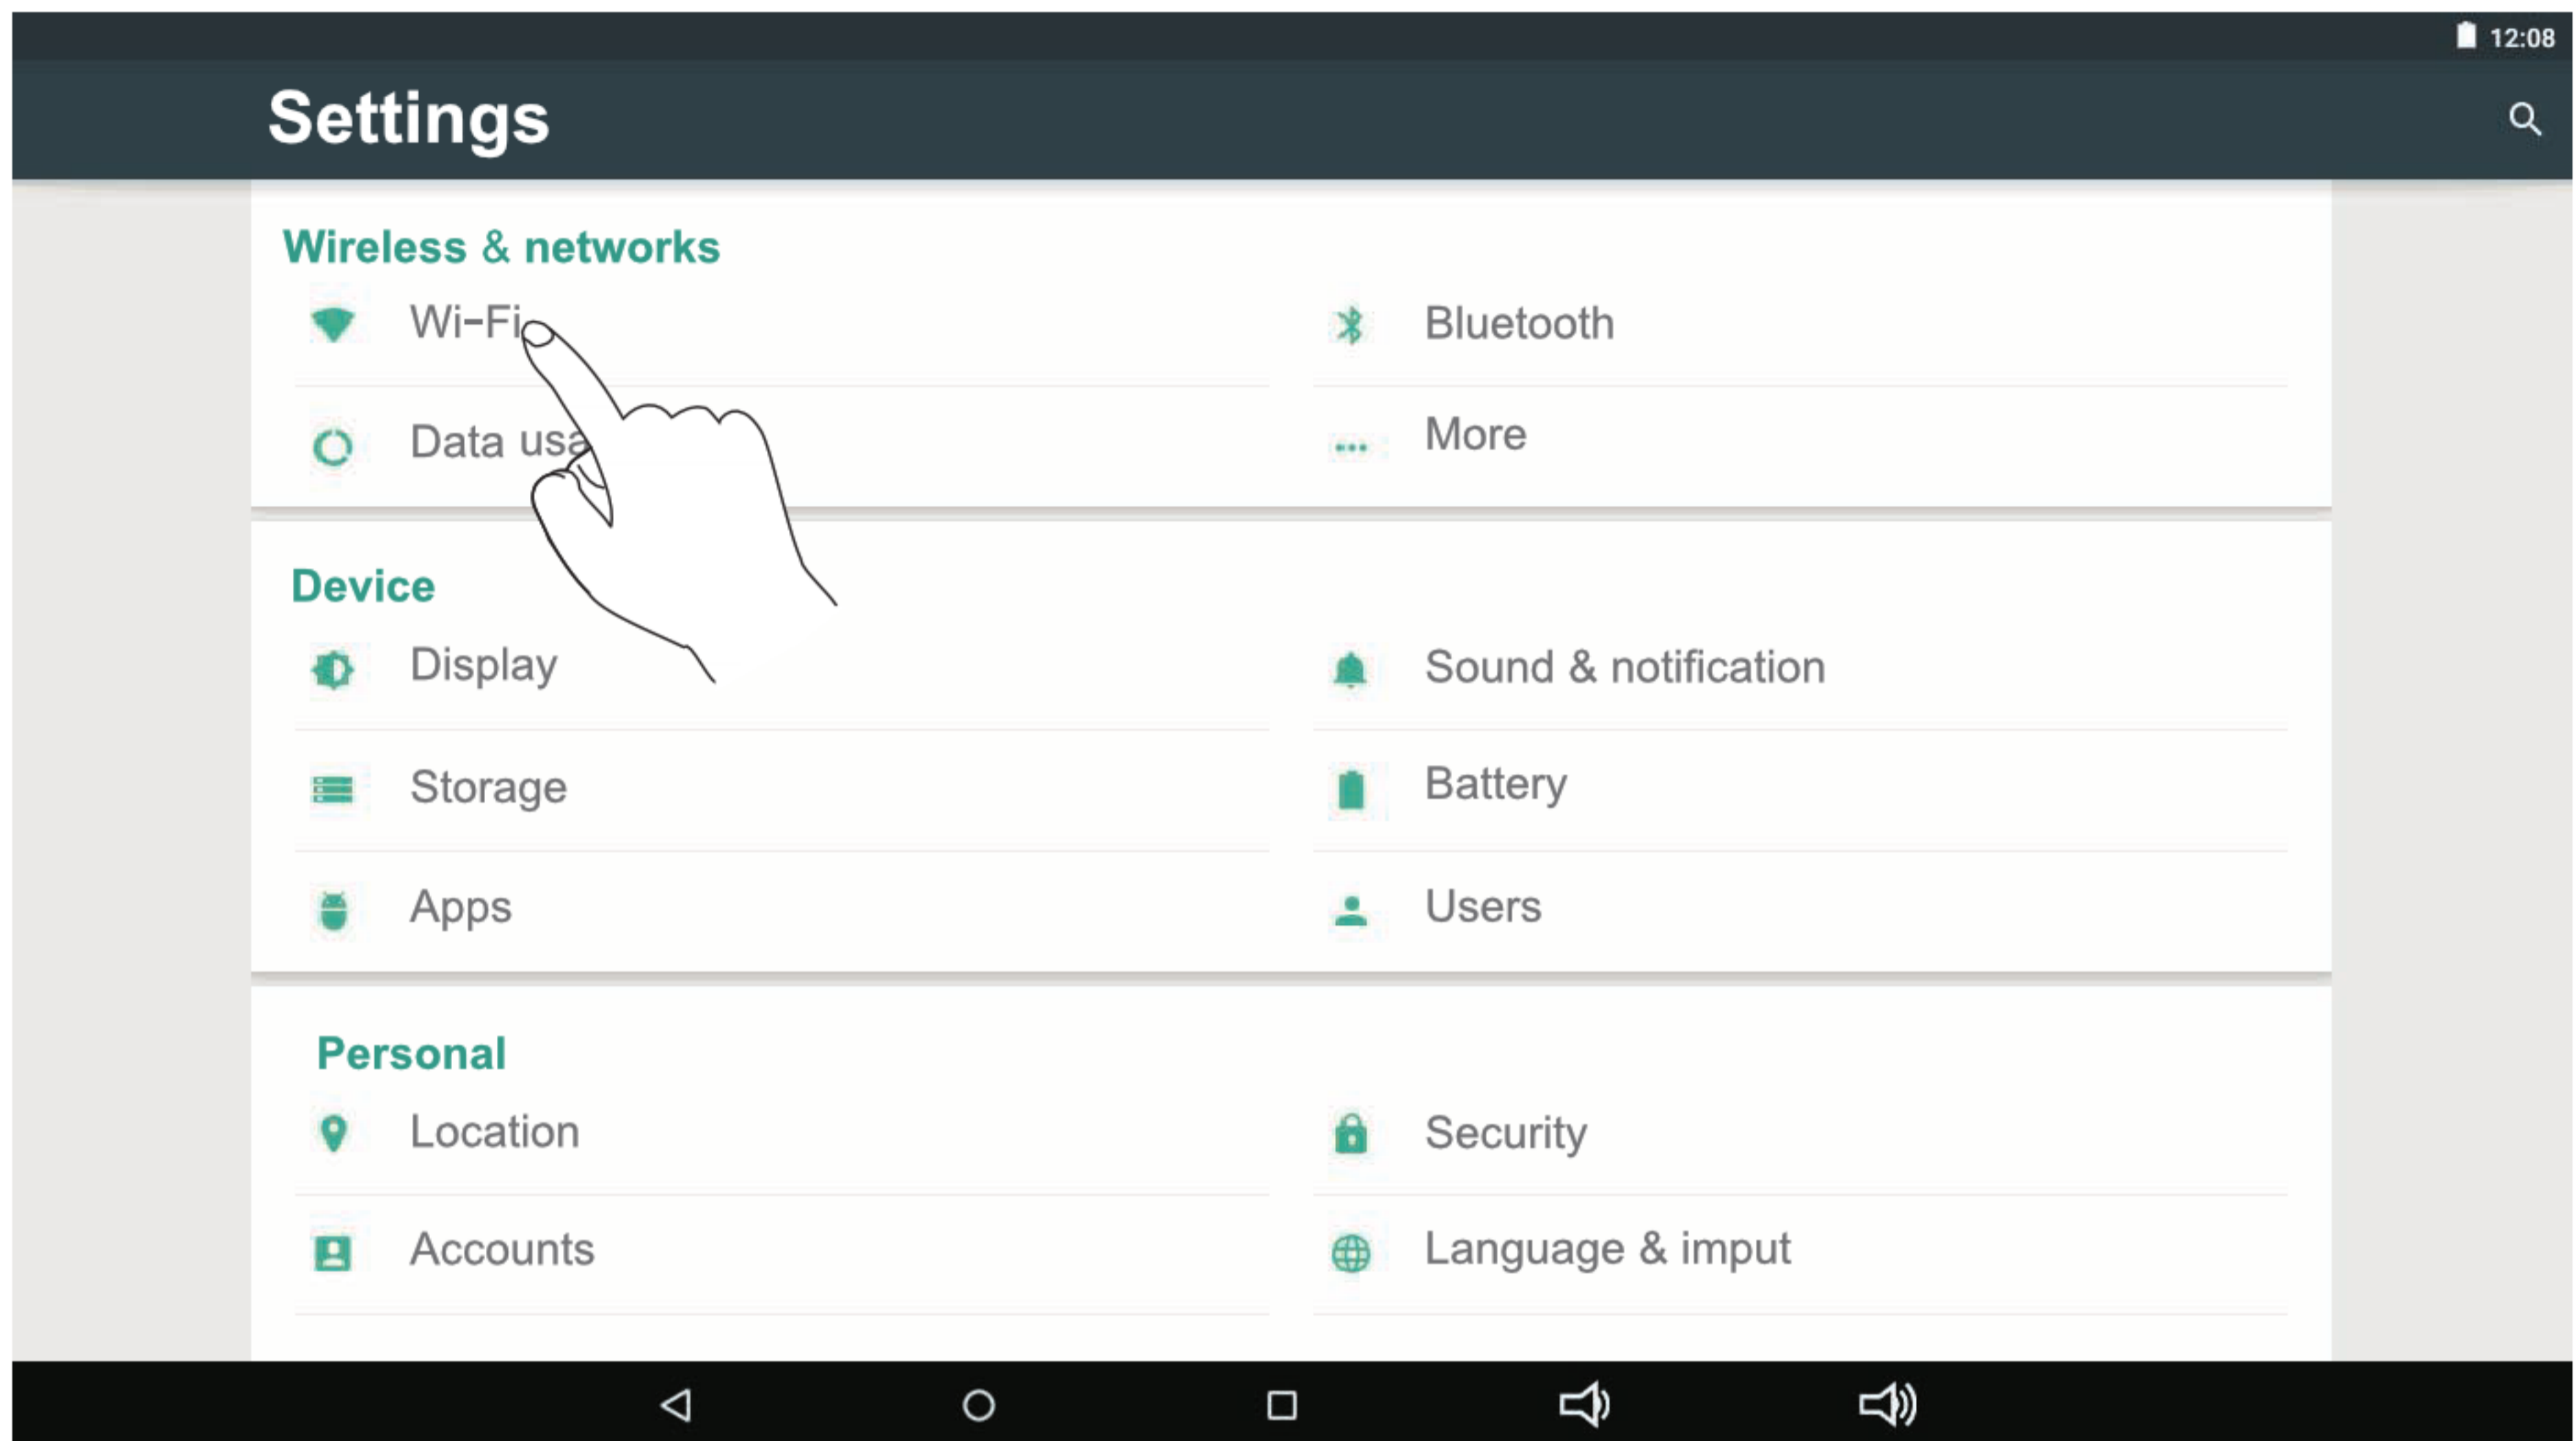 12:08
Settings
Wireless & networks
Wi-Fi
Bluetooth
Data
More
Device
Display
Sound & notification
Storage
Battery
Apps
Users
Personal
Location
Security
Accounts
Language & imput